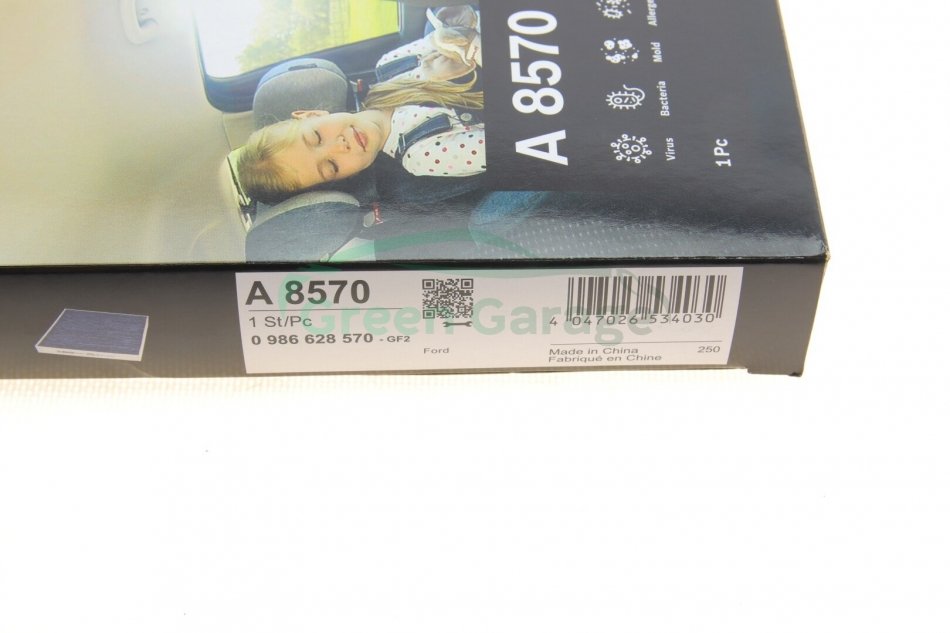 A 8570
Mold
Bacteria
Virus
1 Pc
A 8570
1 St/Pc
0 986 628 570 - GF2
Ford
4 047026 534030
Made in China
Fabriqué en Chine
250
Green Garage